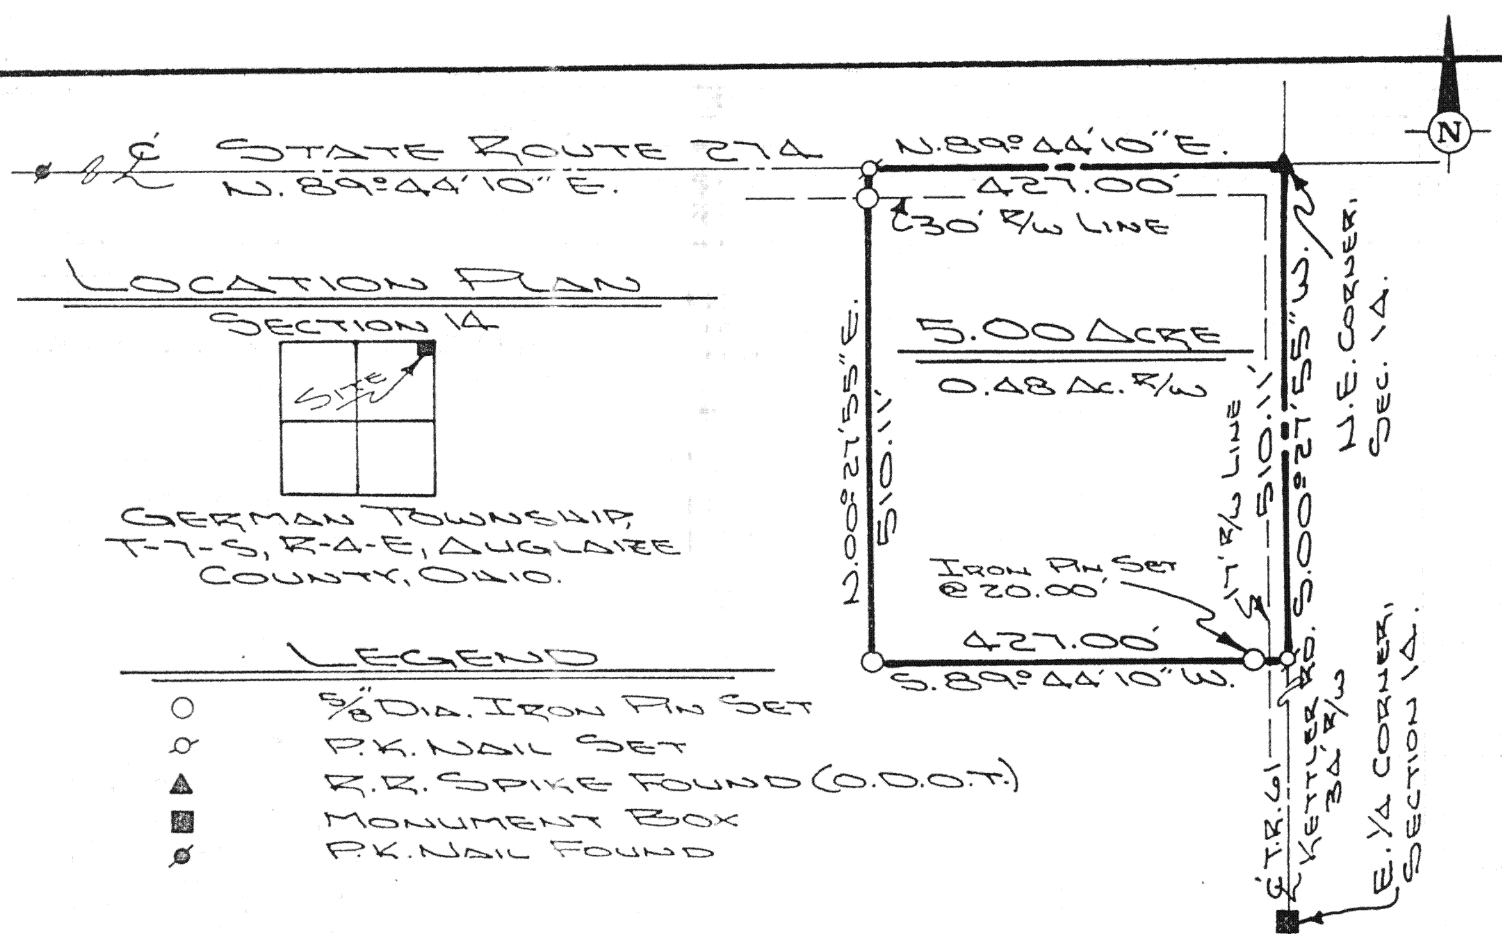 N
℄ STATE ROUTE 274
N. 89° 44' 10" E.
N. 89° 44' 10" E.
427.00'
30' R/W LINE
LOCATION PLAN
SECTION 14
SITE
GERMAN TOWNSHIP,
T-7-S, R-4-E, AUGLAIZE
COUNTY, OHIO.
5.00 ACRE
0.48 AC. R/W
N. 00° 27' 55" E.
510.11'
17' R/W LINE
510.11'
S. 00° 27' 55" W.
N.E. CORNER,
SEC. 14.
IRON PIN SET
@ 20.00'
427.00'
S. 89° 44' 10" W.
℄ T.R. 61
KETTLER RD.
34' R/W
E. 1/4 CORNER,
SECTION 14.
LEGEND
5/8" DIA. IRON PIN SET
P.K. NAIL SET
R.R. SPIKE FOUND (O.D.O.T.)
MONUMENT BOX
P.K. NAIL FOUND